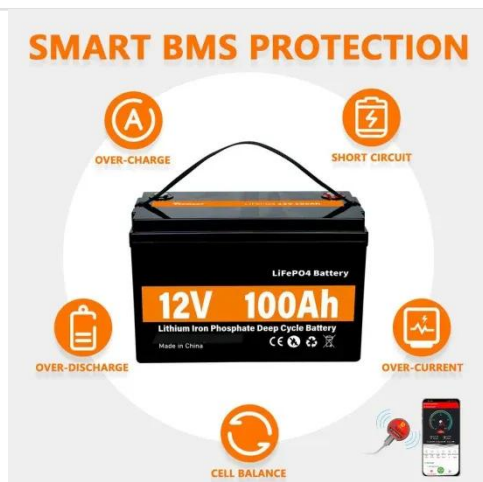 SMART BMS PROTECTION
OVER-CHARGE
SHORT CIRCUIT
LiFePO4 Battery
12V 100Ah
Lithium Iron Phosphate Deep Cycle Battery
Made in China
CE
OVER-DISCHARGE
OVER-CURRENT
CELL BALANCE